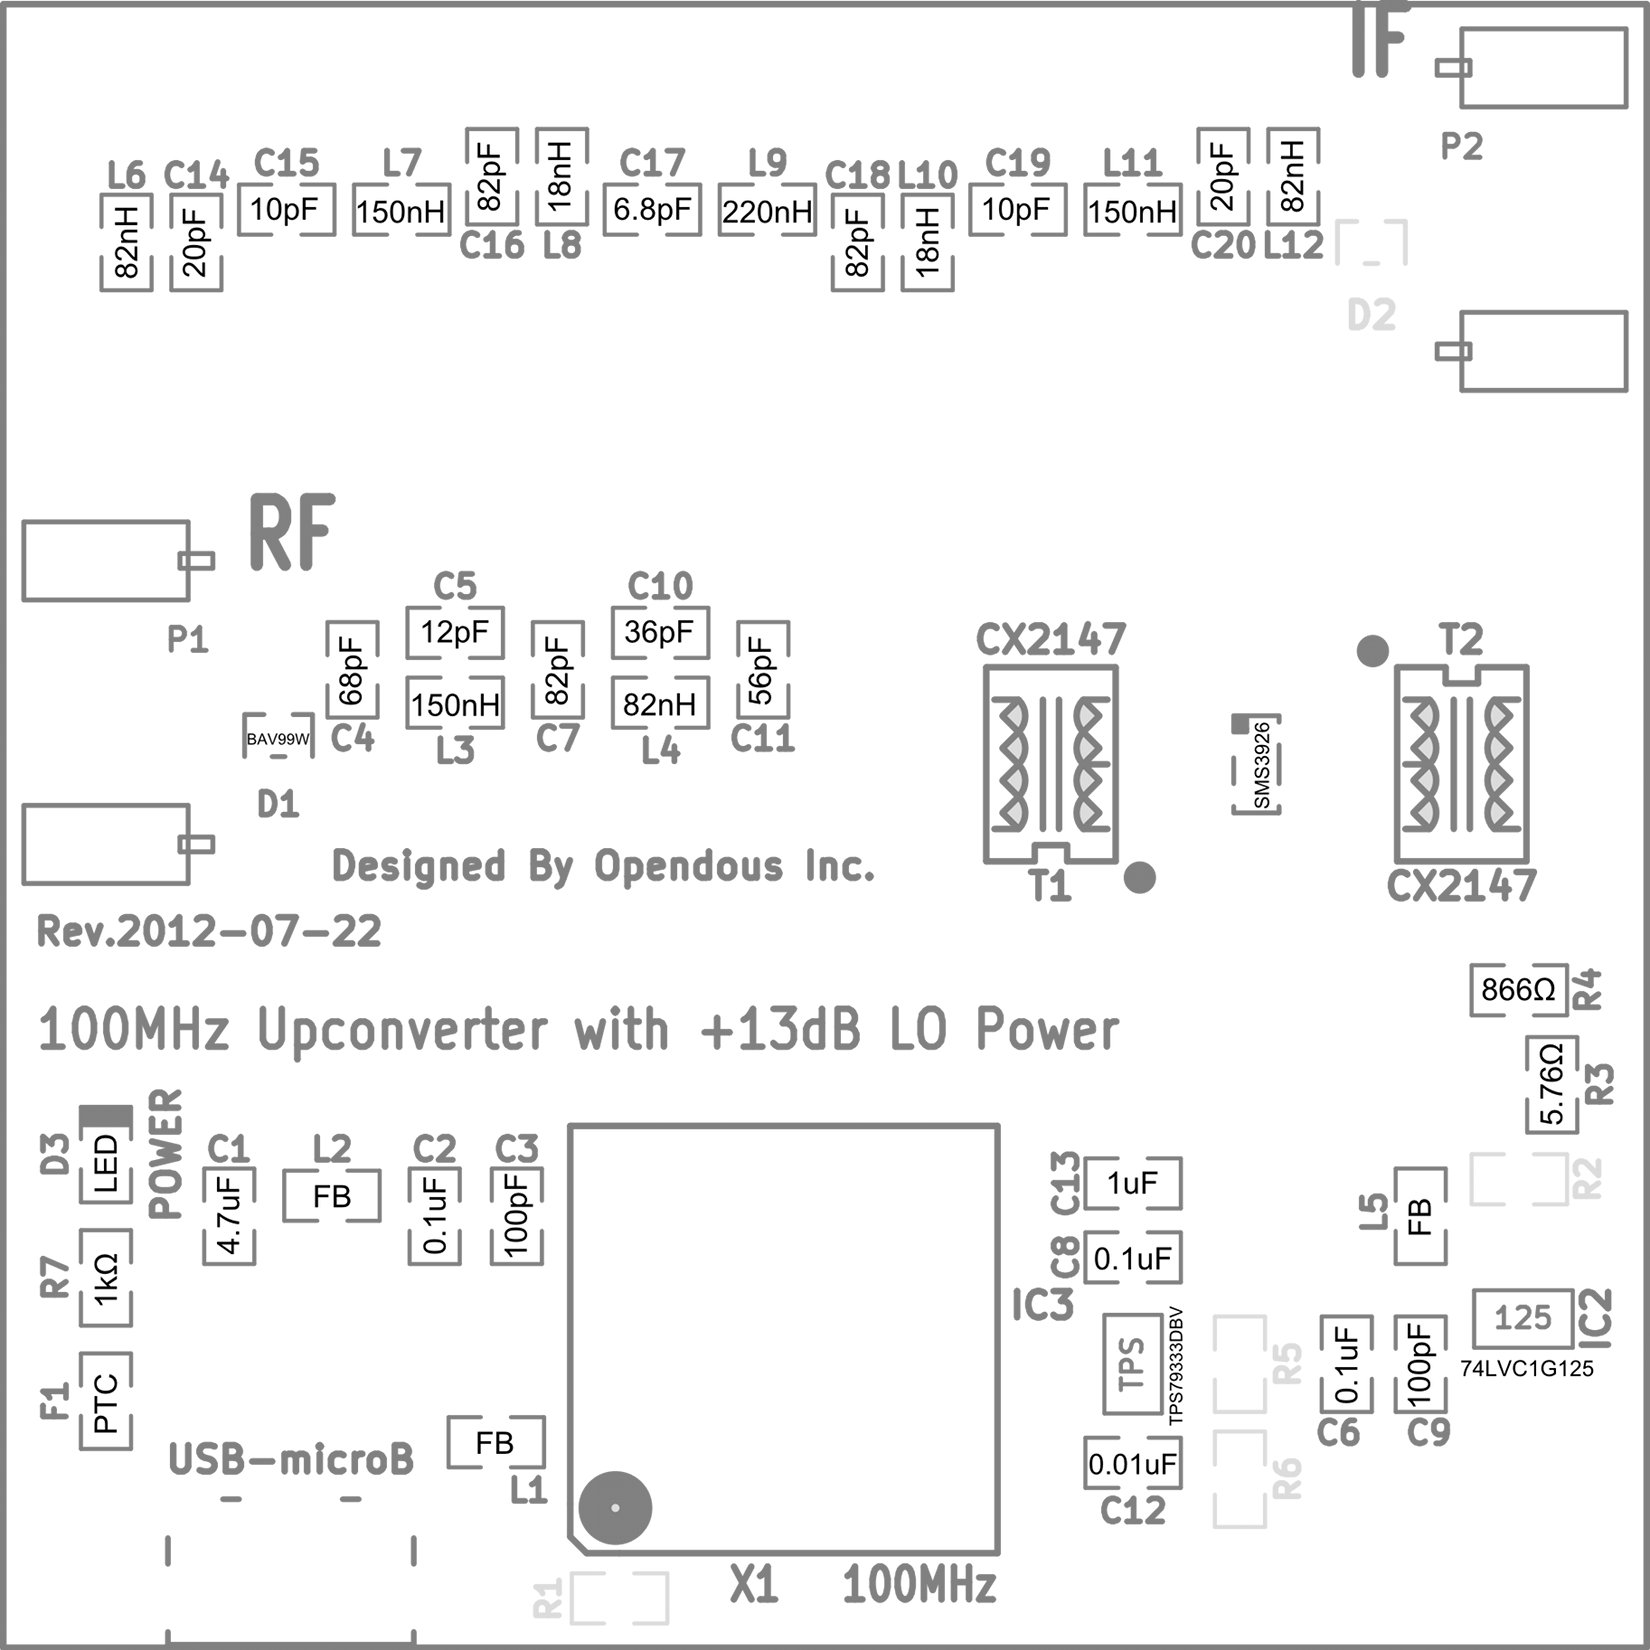 IF
P2
L6
82nH
C14
20pF
C15
10pF
L7
150nH
82pF
C16
18nH
L8
C17
6.8pF
L9
220nH
C18
82pF
L10
18nH
C19
10pF
L11
150nH
20pF
C20
82nH
L12
D2
RF
P1
C5
12pF
C10
36pF
68pF
C4
150nH
L3
82pF
C7
82nH
L4
56pF
C11
BAV99W
D1
CX2147
T1
SMS3926
T2
CX2147
Designed By Opendous Inc.
Rev.2012-07-22
100MHz Upconverter with +13dB LO Power
866Ω
R4
5.76Ω
R3
R2
D3
LED
POWER
C1
4.7uF
L2
FB
C2
0.1uF
C3
100pF
R7
1kΩ
F1
PTC
USB-microB
FB
L1
R1
X1 100MHz
C13
1uF
C8
0.1uF
IC3
TPS
TPS79333DBV
0.01uF
C12
R5
R6
L5
FB
0.1uF
C6
100pF
C9
125
IC2
74LVC1G125